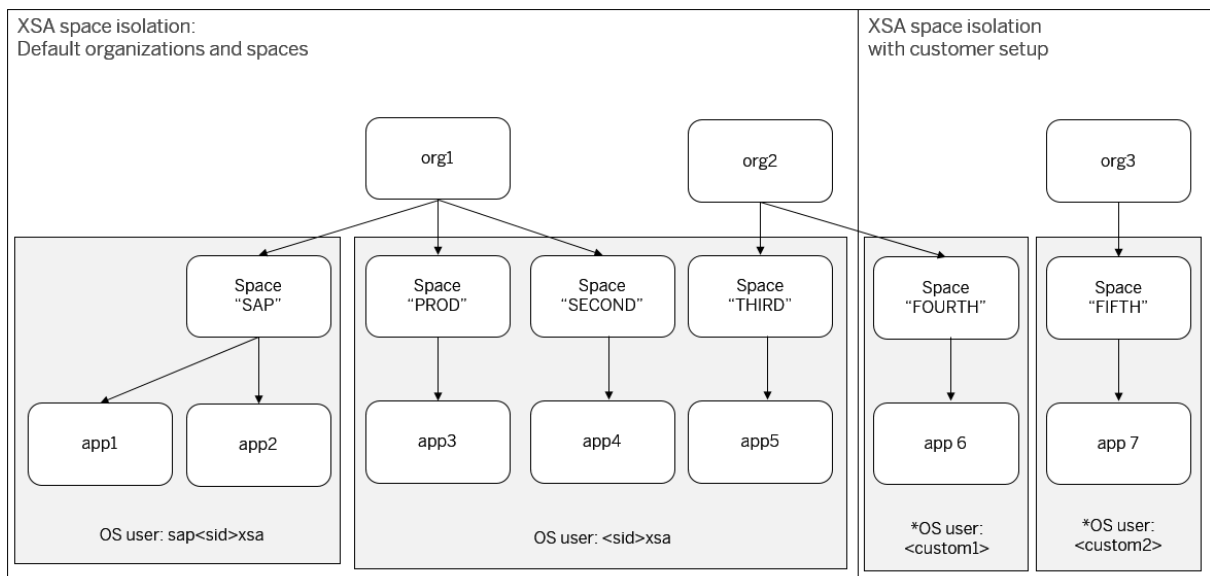 XSA space isolation:
Default organizations and spaces
XSA space isolation
with customer setup
org1
org2
org3
Space
“SAP”
Space
“PROD”
Space
“SECOND”
Space
“THIRD”
Space
“FOURTH”
Space
“FIFTH”
app1
app2
app3
app4
app5
app 6
app 7
OS user: sap<sid>xsa
OS user: <sid>xsa
*OS user:
<custom1>
*OS user:
<custom2>